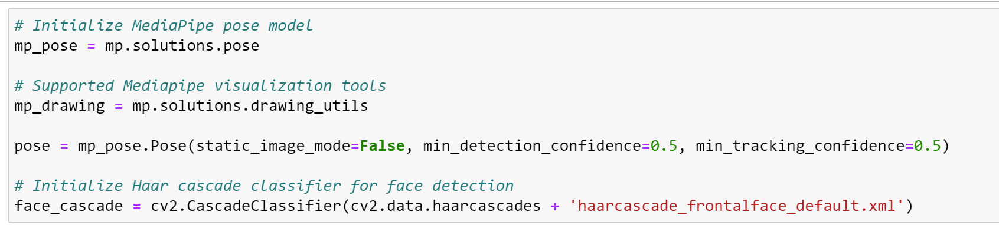 # Initialize MediaPipe pose model
mp_pose = mp.solutions.pose
# Supported Mediapipe visualization tools
mp_drawing = mp.solutions.drawing_utils
pose = mp_pose.Pose(static_image_mode=False, min_detection_confidence=0.5, min_tracking_confidence=0.5)
# Initialize Haar cascade classifier for face detection
face_cascade = cv2.CascadeClassifier(cv2.data.haarcascades + 'haarcascade_frontalface_default.xml')